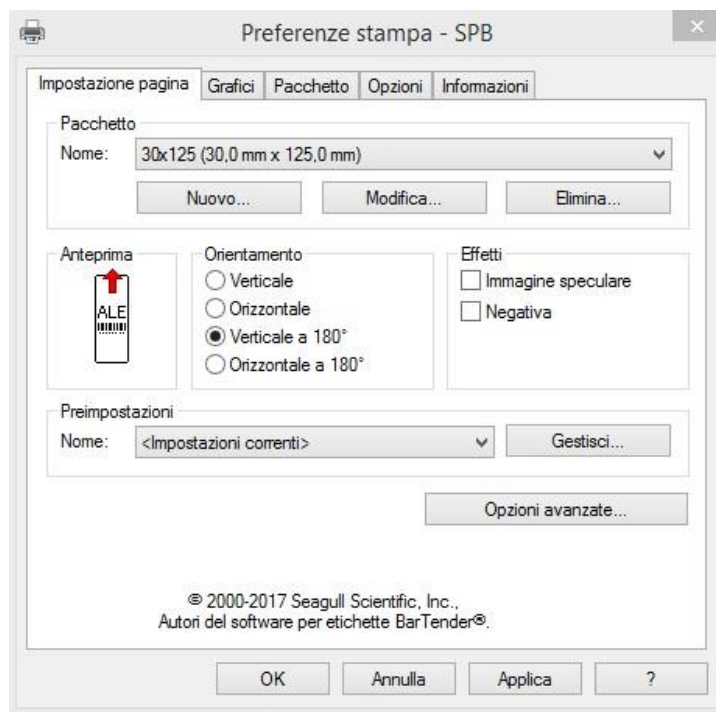 Preferenze stampa - SPB
Impostazione pagina Grafici Pacchetto Opzioni Informazioni
Pacchetto
Nome: 30x125 (30,0 mm x 125,0 mm)
Nuovo... Modifica... Elimina...
Anteprima
ALE
Orientamento
Verticale
Orizzontale
Verticale a 180°
Orizzontale a 180°
Effetti
Immagine speculare
Negativa
Preimpostazioni
Nome: <Impostazioni correnti> Gestisci...
Opzioni avanzate...
© 2000-2017 Seagull Scientific, Inc.,
Autori del software per etichette BarTender®.
OK Annulla Applica ?